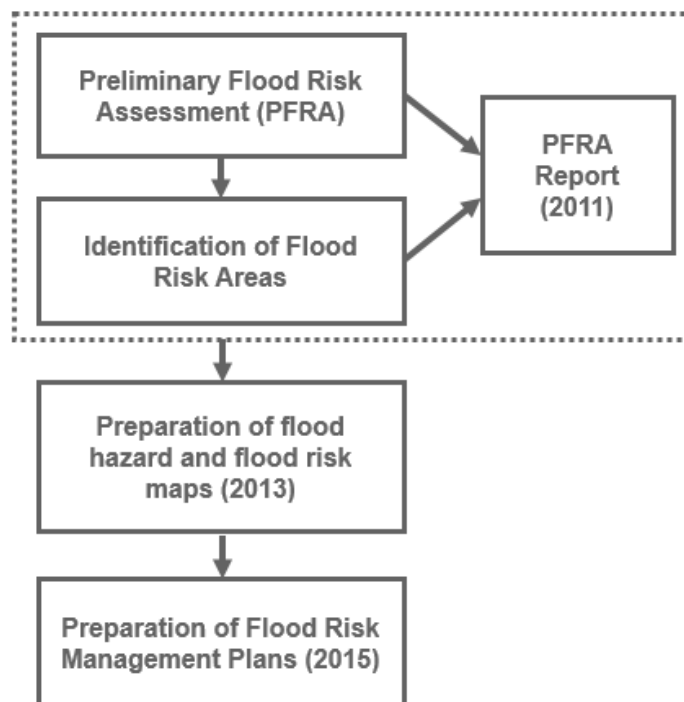 Preliminary Flood Risk
Assessment (PFRA)
PFRA
Report
(2011)
Identification of Flood
Risk Areas
Preparation of flood
hazard and flood risk
maps (2013)
Preparation of Flood Risk
Management Plans (2015)